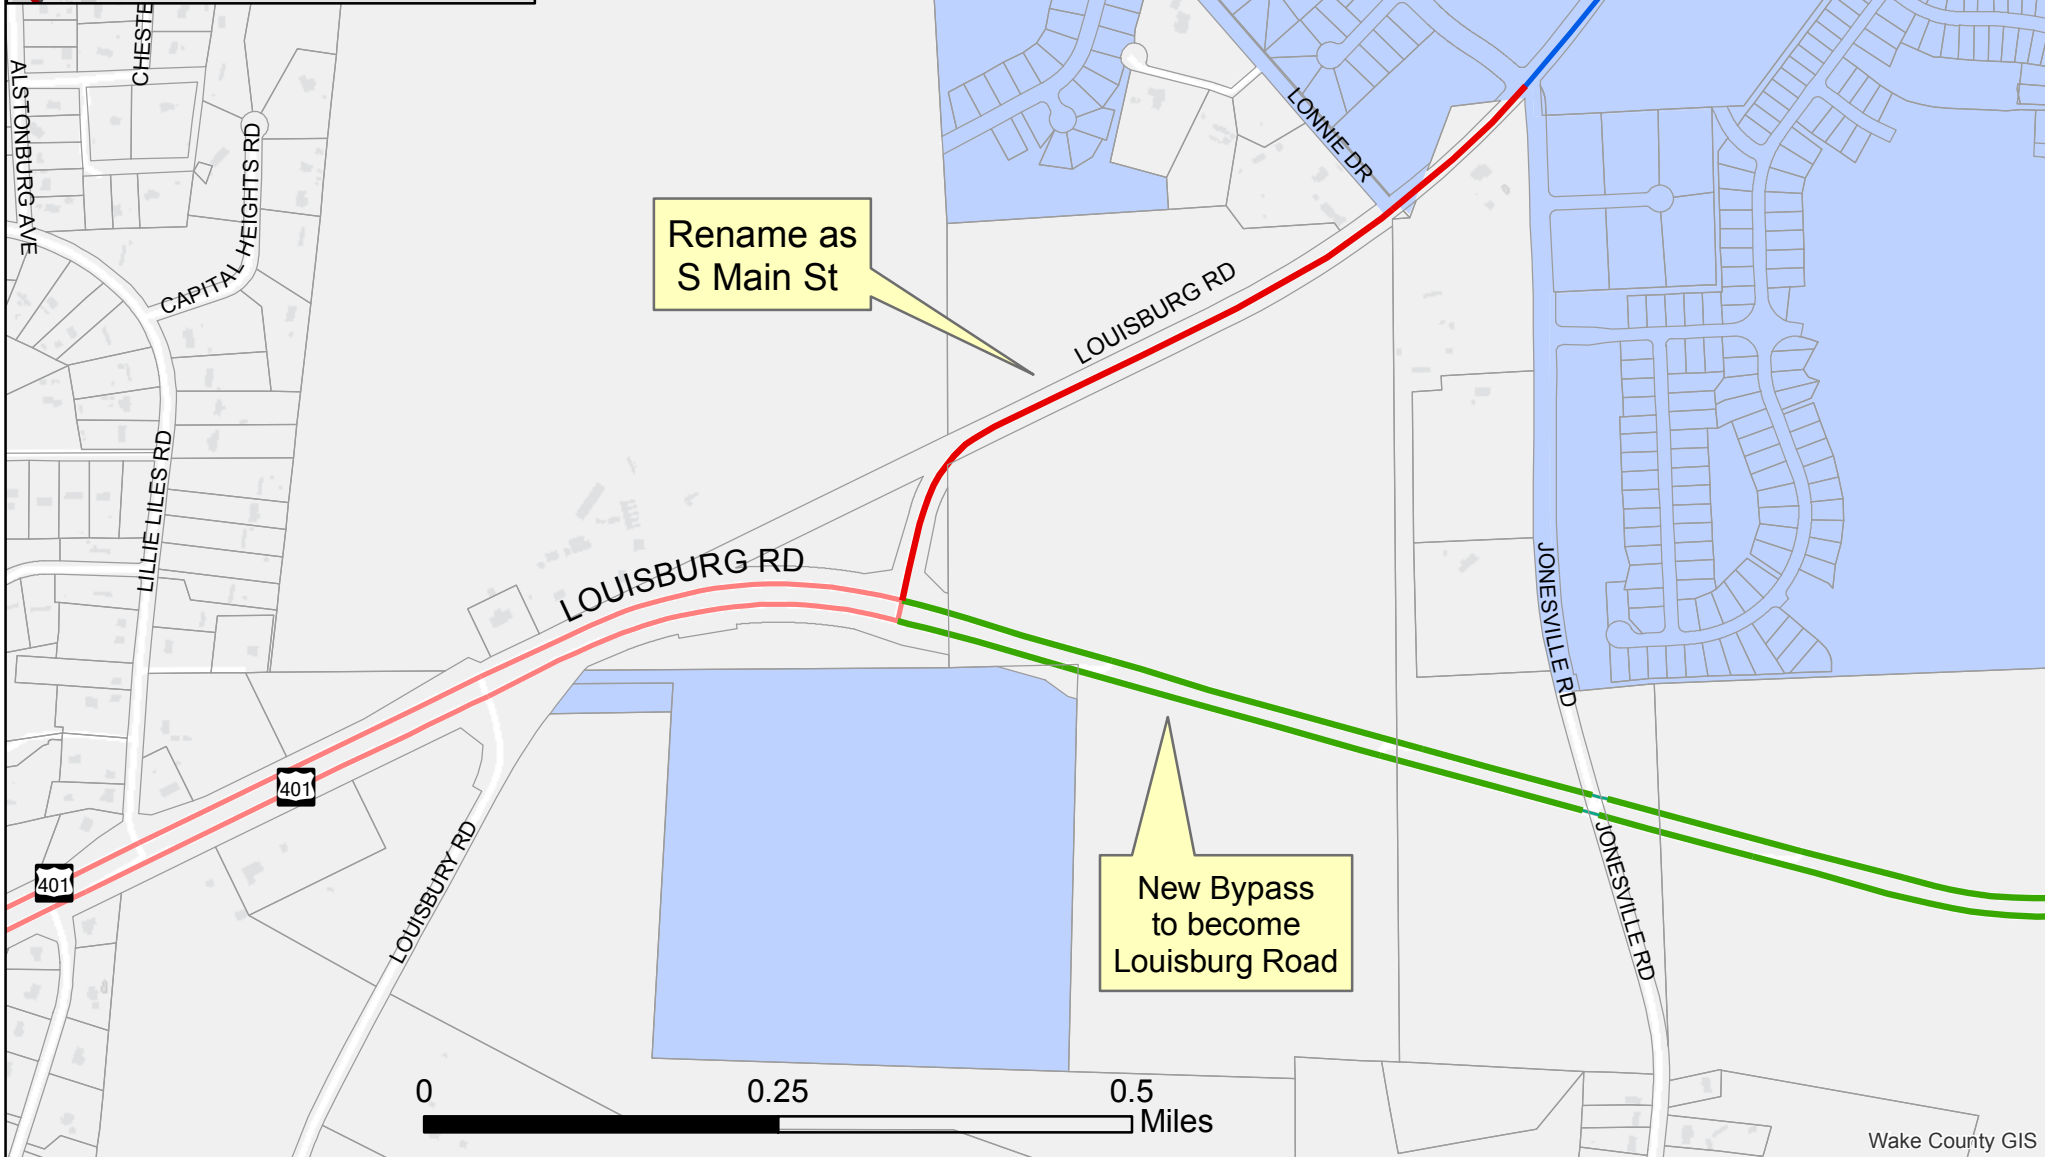 CHESTE
ALSTONBURG AVE
CAPITAL HEIGHTS RD
LONNIE DR
Rename as
S Main St
LOUISBURG RD
LILLIE LILES RD
LOUISBURG RD
JONESVILLE RD
401
401
LOUISBURY RD
New Bypass
to become
Louisburg Road
JONESVILLE RD
0 0.25 0.5
Miles
Wake County GIS